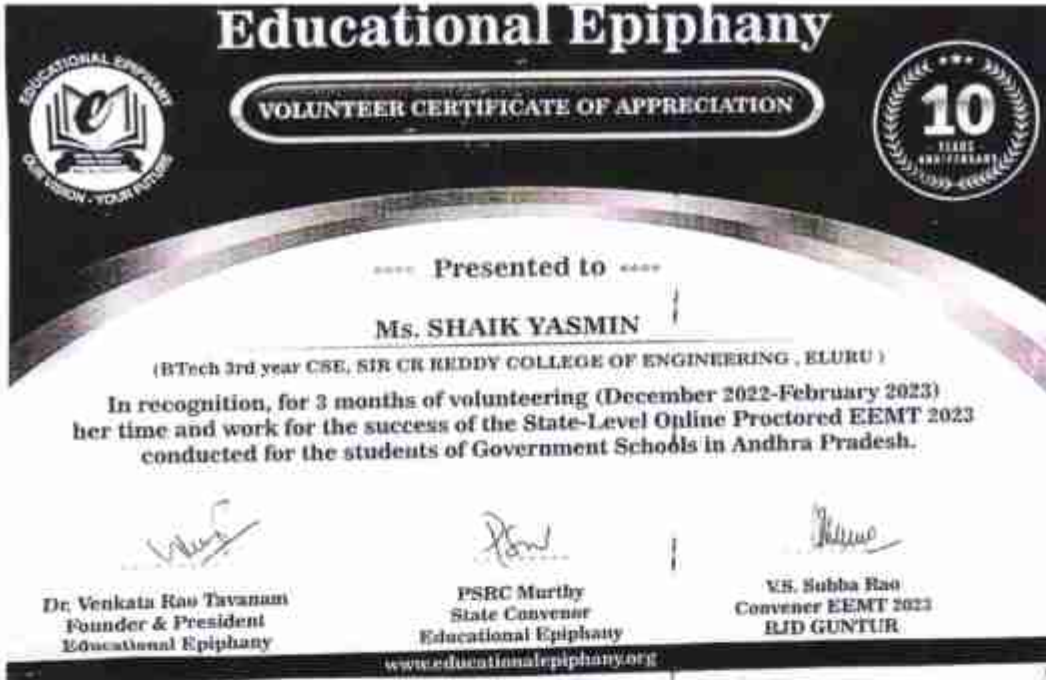 Educational Epiphany
VOLUNTEER CERTIFICATE OF APPRECIATION
EDUCATIONAL EPIPHANY
OUR VISION - YOUR FUTURE
10
YEARS
ANNIVERSARY
---- Presented to ----
Ms. SHAIK YASMIN
(BTech 3rd year CSE, SIR CR REDDY COLLEGE OF ENGINEERING , ELURU )
In recognition, for 3 months of volunteering (December 2022-February 2023)
her time and work for the success of the State-Level Online Proctored EEMT 2023
conducted for the students of Government Schools in Andhra Pradesh.
Dr. Venkata Rao Tavanam
Founder & President
Educational Epiphany
PSRC Murthy
State Convenor
Educational Epiphany
V.S. Subba Rao
Convener EEMT 2023
RJD GUNTUR
www.educationalepiphany.org